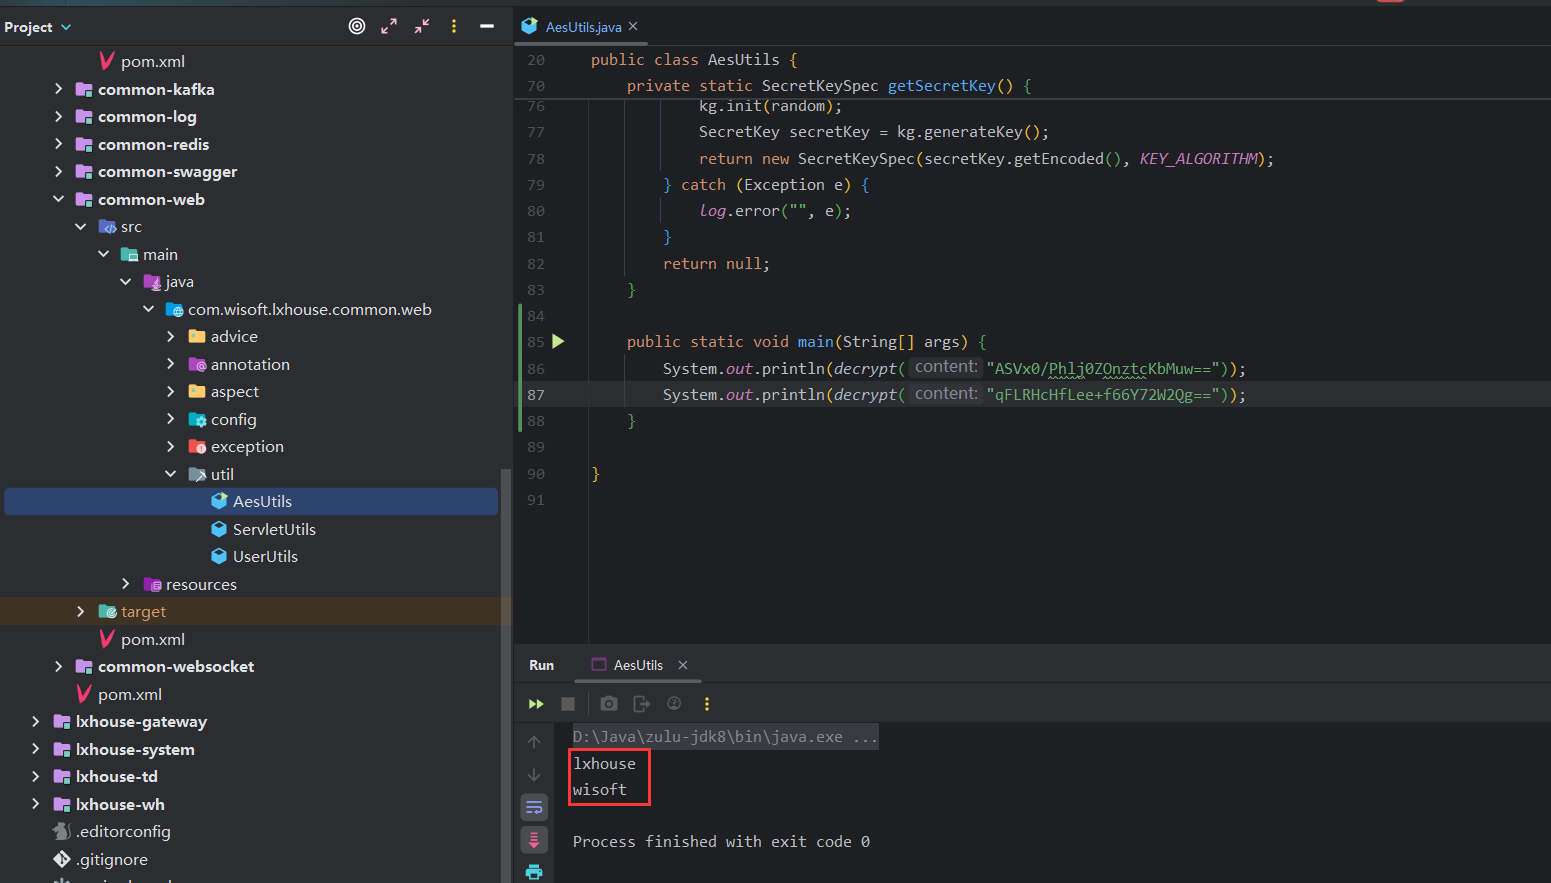 Project
pom.xml
common-kafka
common-log
common-redis
common-swagger
common-web
src
main
java
com.wisoft.lxhouse.common.web
advice
annotation
aspect
config
exception
util
AesUtils
ServletUtils
UserUtils
resources
target
pom.xml
common-websocket
pom.xml
lxhouse-gateway
lxhouse-system
lxhouse-td
lxhouse-wh
.editorconfig
.gitignore
AesUtils.java
20 public class AesUtils {
70 private static SecretKeySpec getSecretKey() {
76 kg.init(random);
77 SecretKey secretKey = kg.generateKey();
78 return new SecretKeySpec(secretKey.getEncoded(), KEY_ALGORITHM);
79 } catch (Exception e) {
80 log.error("", e);
81 }
82 return null;
83 }
84
85 public static void main(String[] args) {
86 System.out.println(decrypt( content: "ASVx0/Phlj0ZOnztcKbMuw=="));
87 System.out.println(decrypt( content: "qFLRHcHfLee+f66Y72W2Qg=="));
88 }
89
90 }
91
Run AesUtils
D:\Java\zulu-jdk8\bin\java.exe ...
lxhouse
wisoft
Process finished with exit code 0